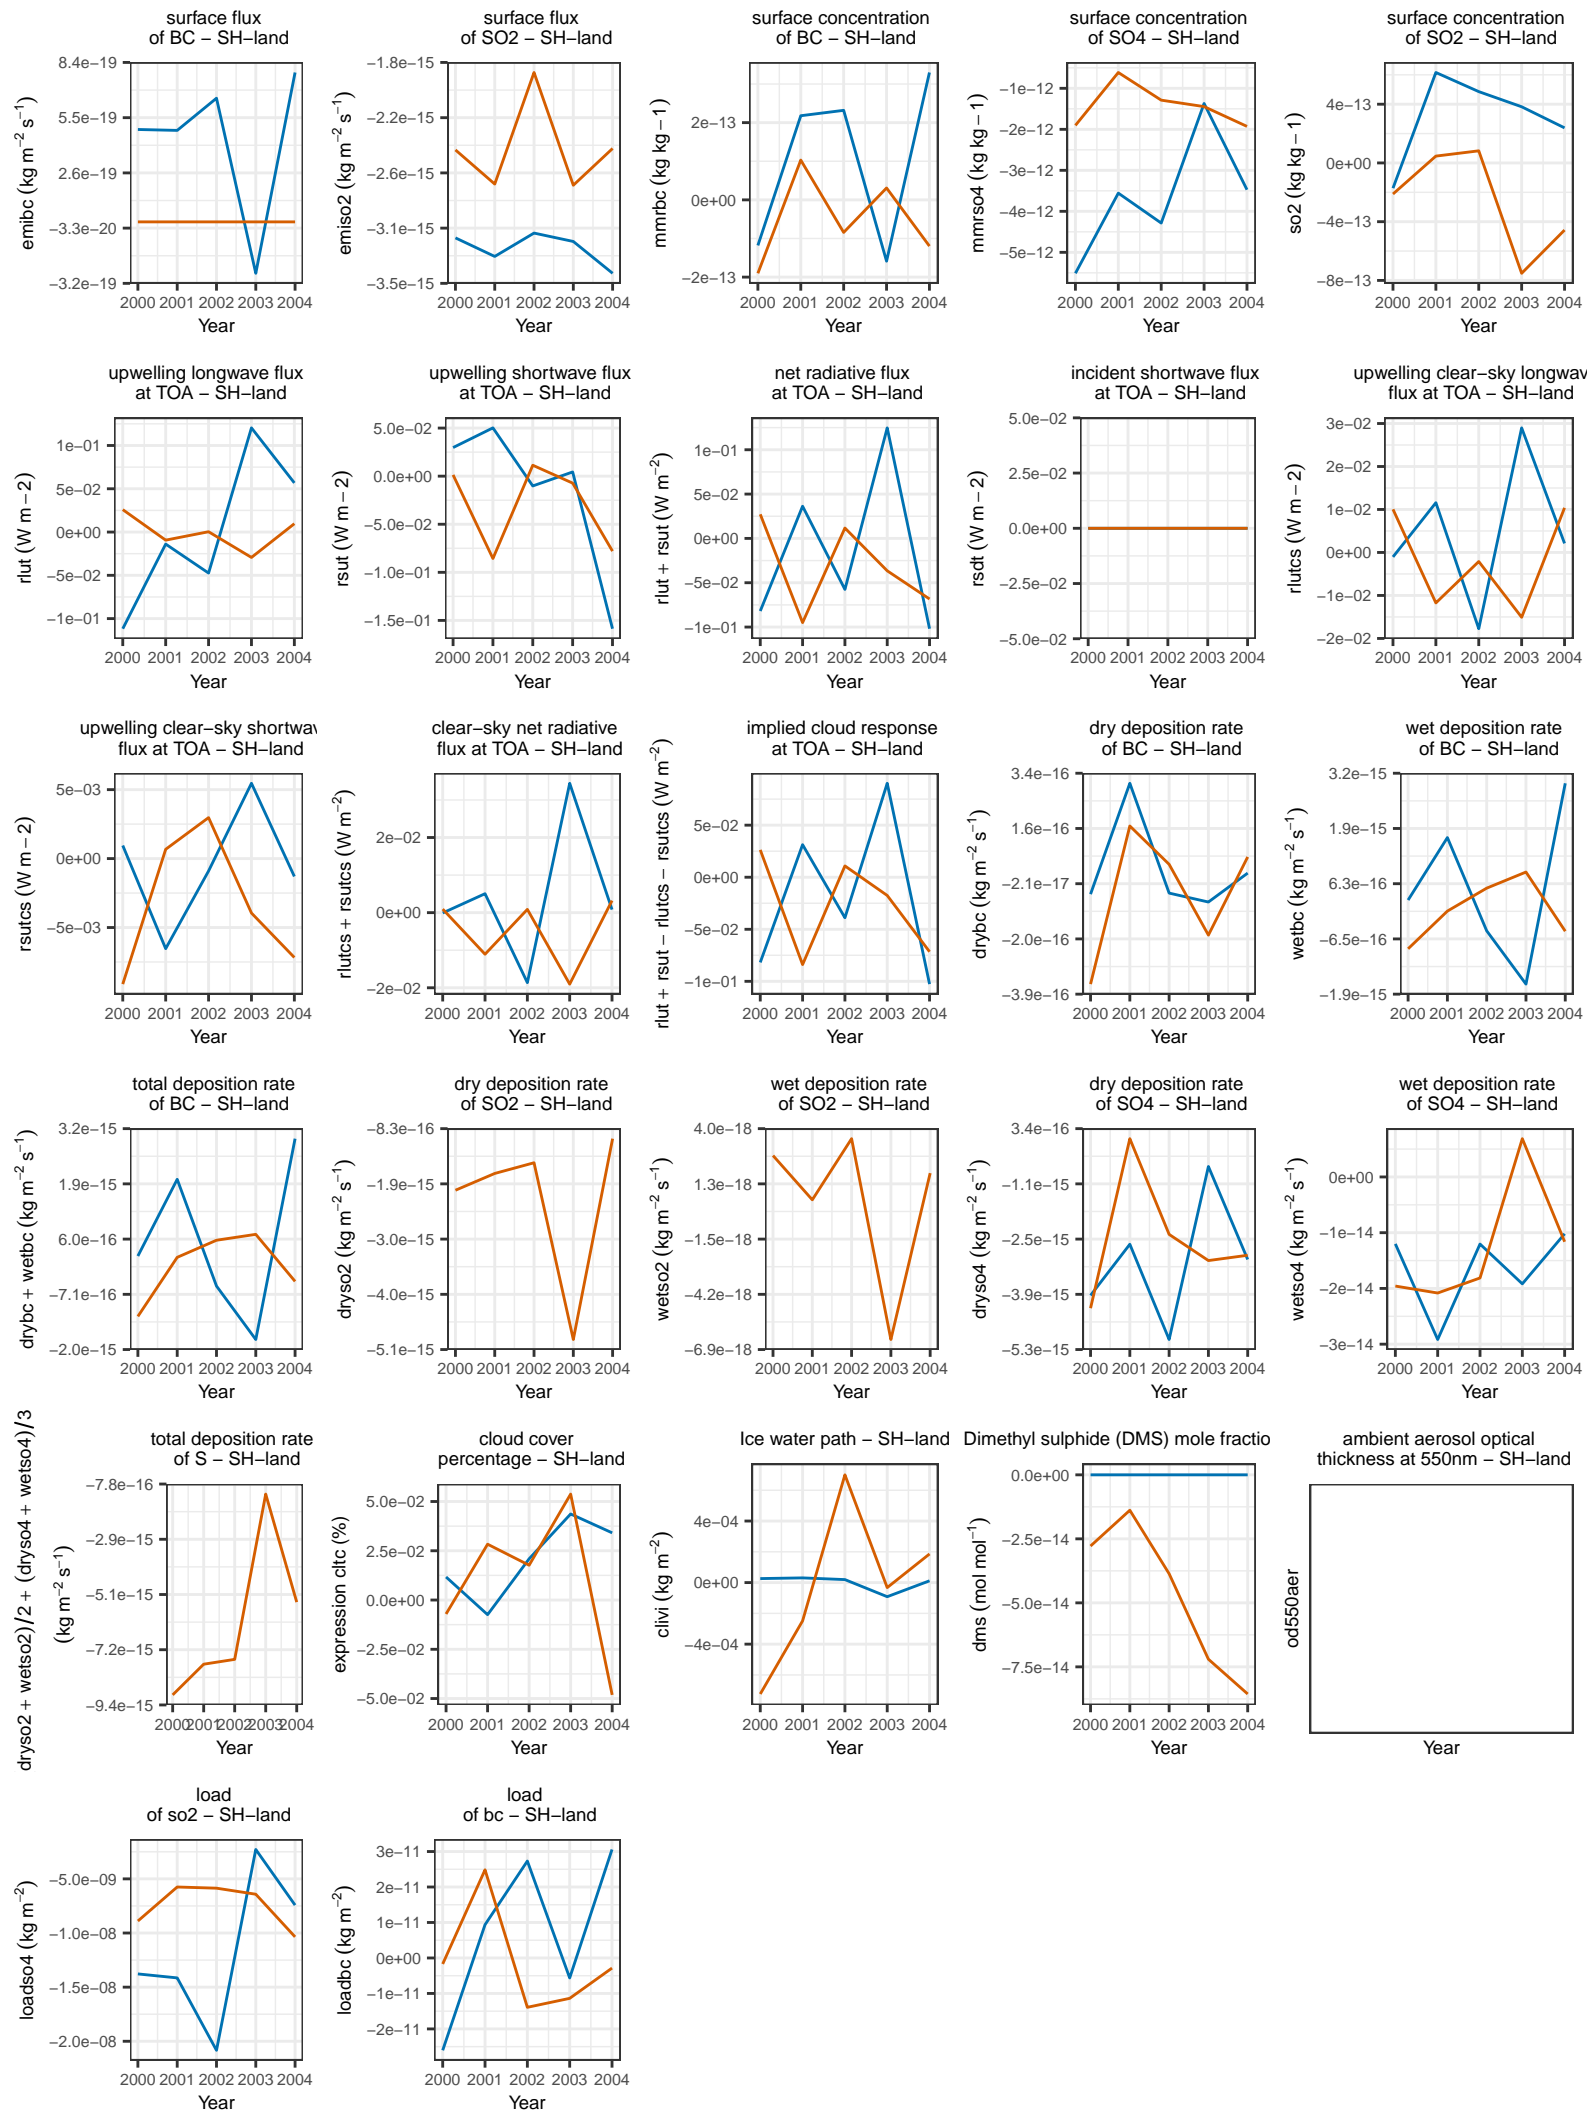 surface flux
of BC − SH−land
emibc (kg m−2 s−1)
8.4e−19
5.5e−19
2.6e−19
−3.3e−20
−3.2e−19
2000 2001 2002 2003 2004
Year
surface flux
of SO2 − SH−land
emiso2 (kg m−2 s−1)
−1.8e−15
−2.2e−15
−2.6e−15
−3.1e−15
−3.5e−15
2000 2001 2002 2003 2004
Year
surface concentration
of BC − SH−land
mmrbc (kg kg − 1)
2e−13
0e+00
−2e−13
2000 2001 2002 2003 2004
Year
surface concentration
of SO4 − SH−land
mmrso4 (kg kg − 1)
−1e−12
−2e−12
−3e−12
−4e−12
−5e−12
2000 2001 2002 2003 2004
Year
surface concentration
of SO2 − SH−land
so2 (kg kg − 1)
4e−13
0e+00
−4e−13
−8e−13
2000 2001 2002 2003 2004
Year
upwelling longwave flux
at TOA − SH−land
rlut (W m − 2)
1e−01
5e−02
0e+00
−5e−02
−1e−01
2000 2001 2002 2003 2004
Year
upwelling shortwave flux
at TOA − SH−land
rsut (W m − 2)
5.0e−02
0.0e+00
−5.0e−02
−1.0e−01
−1.5e−01
2000 2001 2002 2003 2004
Year
net radiative flux
at TOA − SH−land
rlut + rsut (W m−2)
1e−01
5e−02
0e+00
−5e−02
−1e−01
2000 2001 2002 2003 2004
Year
incident shortwave flux
at TOA − SH−land
rsdt (W m − 2)
5.0e−02
2.5e−02
0.0e+00
−2.5e−02
−5.0e−02
2000 2001 2002 2003 2004
Year
upwelling clear−sky longwav
flux at TOA − SH−land
rlutcs (W m − 2)
3e−02
2e−02
1e−02
0e+00
−1e−02
−2e−02
2000 2001 2002 2003 2004
Year
upwelling clear−sky shortwav
flux at TOA − SH−land
rsutcs (W m − 2)
5e−03
0e+00
−5e−03
2000 2001 2002 2003 2004
Year
clear−sky net radiative
flux at TOA − SH−land
rlutcs + rsutcs (W m−2)
2e−02
0e+00
−2e−02
2000 2001 2002 2003 2004
Year
implied cloud response
at TOA − SH−land
rlut + rsut − rlutcs − rsutcs (W m−2)
5e−02
0e+00
−5e−02
−1e−01
2000 2001 2002 2003 2004
Year
dry deposition rate
of BC − SH−land
drybc (kg m−2 s−1)
3.4e−16
1.6e−16
−2.1e−17
−2.0e−16
−3.9e−16
2000 2001 2002 2003 2004
Year
wet deposition rate
of BC − SH−land
wetbc (kg m−2 s−1)
3.2e−15
1.9e−15
6.3e−16
−6.5e−16
−1.9e−15
2000 2001 2002 2003 2004
Year
total deposition rate
of BC − SH−land
drybc + wetbc (kg m−2 s−1)
3.2e−15
1.9e−15
6.0e−16
−7.1e−16
−2.0e−15
2000 2001 2002 2003 2004
Year
dry deposition rate
of SO2 − SH−land
dryso2 (kg m−2 s−1)
−8.3e−16
−1.9e−15
−3.0e−15
−4.0e−15
−5.1e−15
2000 2001 2002 2003 2004
Year
wet deposition rate
of SO2 − SH−land
wetso2 (kg m−2 s−1)
4.0e−18
1.3e−18
−1.5e−18
−4.2e−18
−6.9e−18
2000 2001 2002 2003 2004
Year
dry deposition rate
of SO4 − SH−land
dryso4 (kg m−2 s−1)
3.4e−16
−1.1e−15
−2.5e−15
−3.9e−15
−5.3e−15
2000 2001 2002 2003 2004
Year
wet deposition rate
of SO4 − SH−land
wetso4 (kg m−2 s−1)
0e+00
−1e−14
−2e−14
−3e−14
2000 2001 2002 2003 2004
Year
total deposition rate
of S − SH−land
dryso2 + wetso2)/2 + (dryso4 + wetso4)/3
(kg m−2 s−1)
−7.8e−16
−2.9e−15
−5.1e−15
−7.2e−15
−9.4e−15
2000 2001 2002 2003 2004
Year
cloud cover
percentage − SH−land
expression cltc (%)
5.0e−02
2.5e−02
0.0e+00
−2.5e−02
−5.0e−02
2000 2001 2002 2003 2004
Year
Ice water path − SH−land
clivi (kg m−2)
4e−04
0e+00
−4e−04
2000 2001 2002 2003 2004
Year
Dimethyl sulphide (DMS) mole fractio
dms (mol mol−1)
0.0e+00
−2.5e−14
−5.0e−14
−7.5e−14
2000 2001 2002 2003 2004
Year
ambient aerosol optical
thickness at 550nm − SH−land
od550aer
Year
load
of so2 − SH−land
loadso4 (kg m−2)
−5.0e−09
−1.0e−08
−1.5e−08
−2.0e−08
2000 2001 2002 2003 2004
Year
load
of bc − SH−land
loadbc (kg m−2)
3e−11
2e−11
1e−11
0e+00
−1e−11
−2e−11
2000 2001 2002 2003 2004
Year